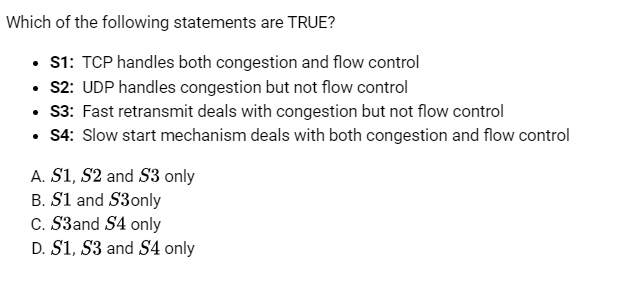 Which of the following statements are TRUE?
• S1: TCP handles both congestion and flow control
• S2: UDP handles congestion but not flow control
• S3: Fast retransmit deals with congestion but not flow control
• S4: Slow start mechanism deals with both congestion and flow control
A. S1, S2 and S3 only
B. S1 and S3only
C. S3and S4 only
D. S1, S3 and S4 only